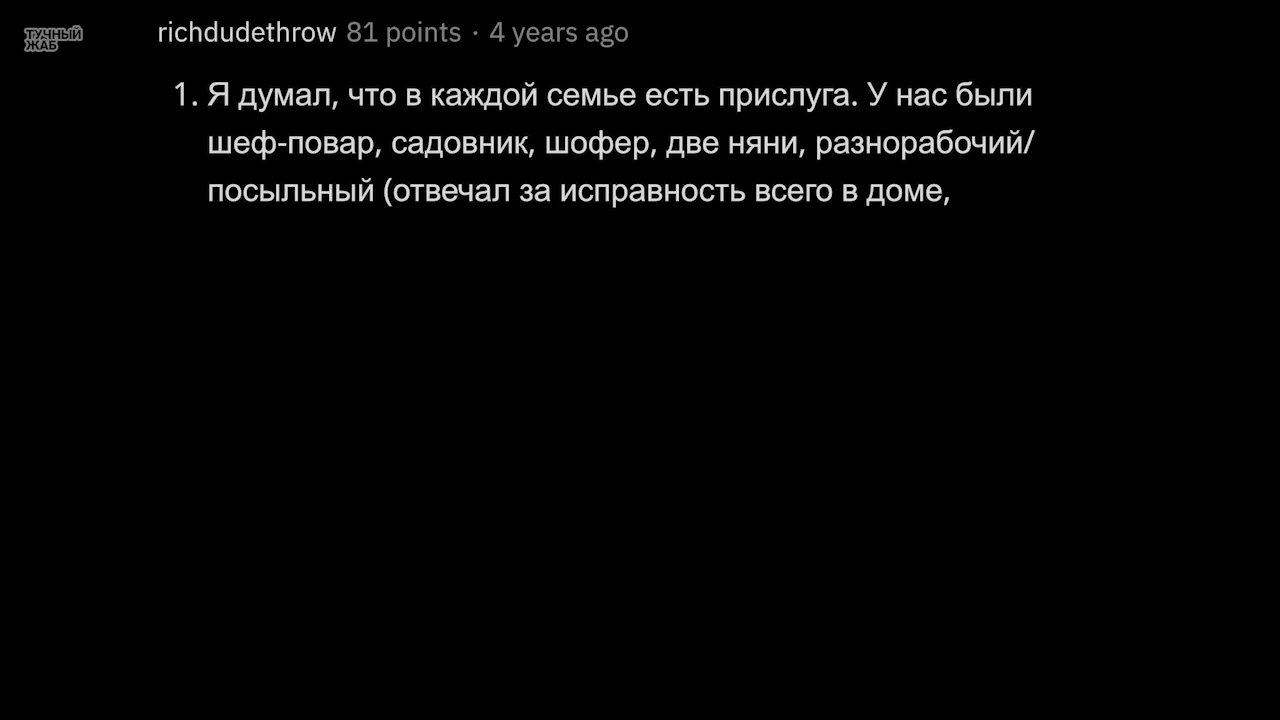 ТУЧНЫЙ
ЖАБ
richdudethrow 81 points · 4 years ago
1. Я думал, что в каждой семье есть прислуга. У нас были
шеф-повар, садовник, шофер, две няни, разнорабочий/
посыльный (отвечал за исправность всего в доме,